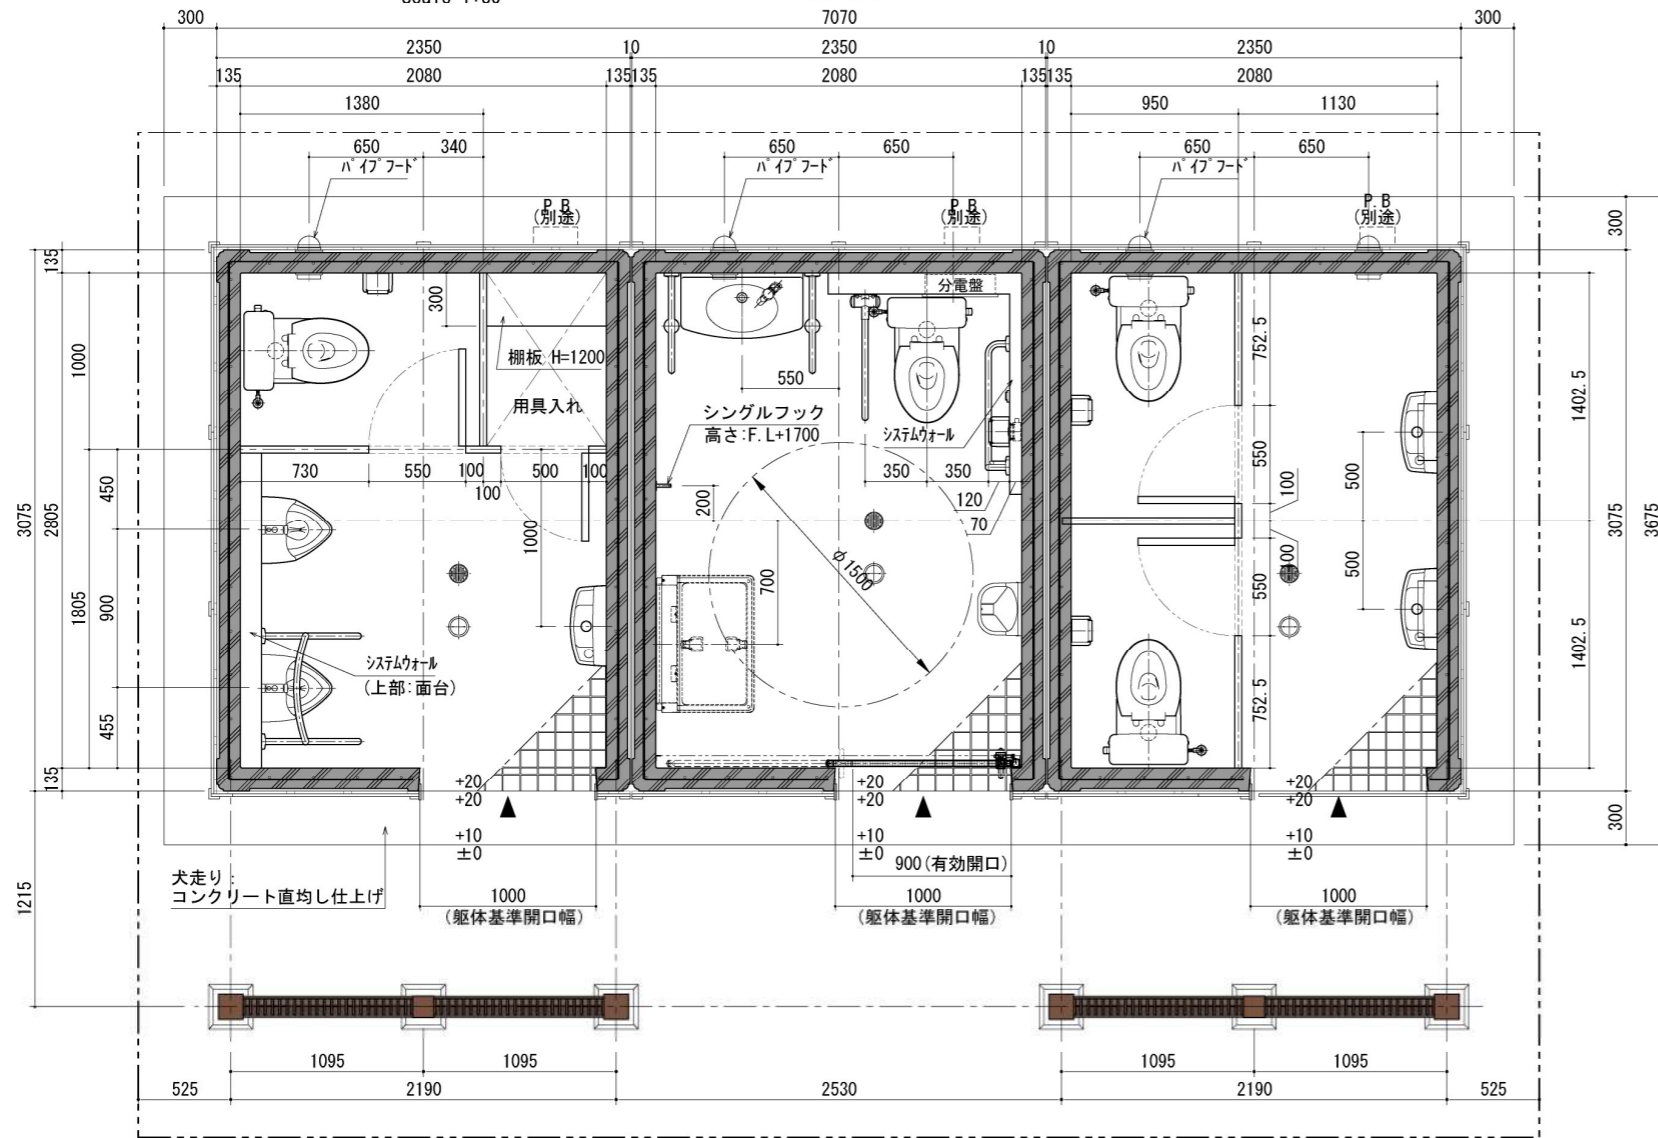 300 7070 300
2350 10 2350 10 2350
135 2080 135 135 2080 135 135 2080
1380 950 1130
650 340 650 650 650 650
パイプフード パイプフード パイプフード
P.B P.B P.B
(別途) (別途) (別途)
300
135 135
分電盤
300
752.5
1000 棚板 H=1200
550
1402.5
用具入れ シングルフック
高さ:F.L+1700 システムウォール
730 550 100 500 100 350 350 550 100 500
100
450 200 120
70
3075 2805 1000 3075 3675
φ1500 100
700 550 500
1805 900
システムウォール
(上部:面台)
1402.5
752.5
455
135
+20 +20 +20
+20 +20 +20
300
+10 +10 +10
±0 ±0 ±0
900(有効開口)
犬走り:
コンクリート直均し仕上げ
1215
1000 1000 1000
(躯体基準開口幅) (躯体基準開口幅) (躯体基準開口幅)
1095 1095 1095 1095
525 2190 2530 2190 525